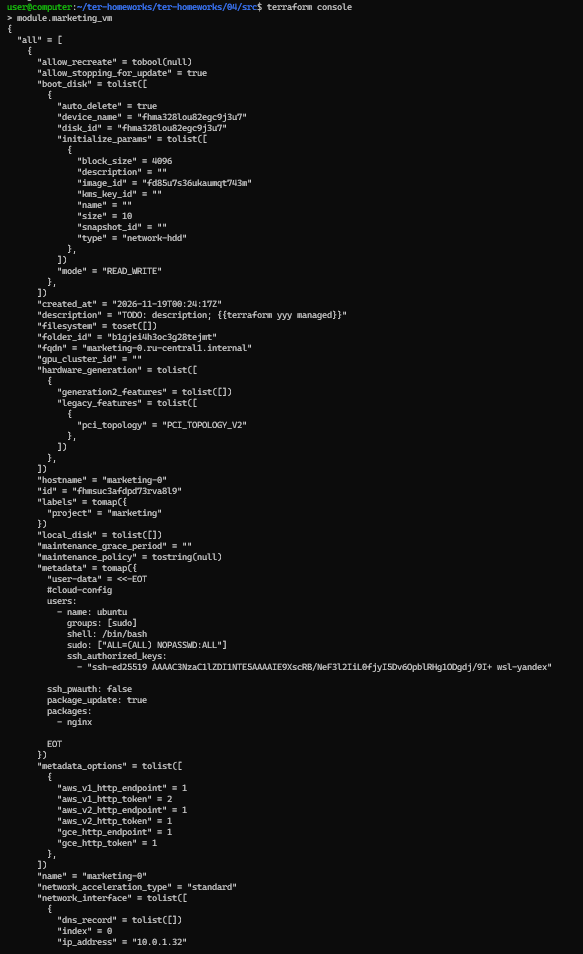 user@computer:~/ter-homeworks/ter-homeworks/04/src$ terraform console
> module.marketing_vm
{
  "all" = [
    {
      "allow_recreate" = tobool(null)
      "allow_stopping_for_update" = true
      "boot_disk" = tolist([
        {
          "auto_delete" = true
          "device_name" = "fhma328lou82egc9j3u7"
          "disk_id" = "fhma328lou82egc9j3u7"
          "initialize_params" = tolist([
            {
              "block_size" = 4096
              "description" = ""
              "image_id" = "fd85u7s36ukaumqt743m"
              "kms_key_id" = ""
              "name" = ""
              "size" = 10
              "snapshot_id" = ""
              "type" = "network-hdd"
            },
          ])
          "mode" = "READ_WRITE"
        },
      ])
      "created_at" = "2026-11-19T00:24:17Z"
      "description" = "TODO: description; {{terraform yyy managed}}"
      "filesystem" = toset([])
      "folder_id" = "b1gjei4h3oc3g28tejmt"
      "fqdn" = "marketing-0.ru-central1.internal"
      "gpu_cluster_id" = ""
      "hardware_generation" = tolist([
        {
          "generation2_features" = tolist([])
          "legacy_features" = tolist([
            {
              "pci_topology" = "PCI_TOPOLOGY_V2"
            },
          ])
        },
      ])
      "hostname" = "marketing-0"
      "id" = "fhmsuc3afdpd73rva8l9"
      "labels" = tomap({
        "project" = "marketing"
      })
      "local_disk" = tolist([])
      "maintenance_grace_period" = ""
      "maintenance_policy" = tostring(null)
      "metadata" = tomap({
        "user-data" = <<-EOT
        #cloud-config
        users:
          - name: ubuntu
            groups: [sudo]
            shell: /bin/bash
            sudo: ["ALL=(ALL) NOPASSWD:ALL"]
            ssh_authorized_keys:
              - "ssh-ed25519 AAAAC3NzaC1lZDI1NTE5AAAAIE9XscRB/NeF3l2IiL0fjyI5Dv6OpblRHg1ODgdj/9I+ wsl-yandex"

        ssh_pwauth: false
        package_update: true
        packages:
          - nginx

        EOT
      })
      "metadata_options" = tolist([
        {
          "aws_v1_http_endpoint" = 1
          "aws_v1_http_token" = 2
          "aws_v2_http_endpoint" = 1
          "aws_v2_http_token" = 1
          "gce_http_endpoint" = 1
          "gce_http_token" = 1
        },
      ])
      "name" = "marketing-0"
      "network_acceleration_type" = "standard"
      "network_interface" = tolist([
        {
          "dns_record" = tolist([])
          "index" = 0
          "ip_address" = "10.0.1.32"